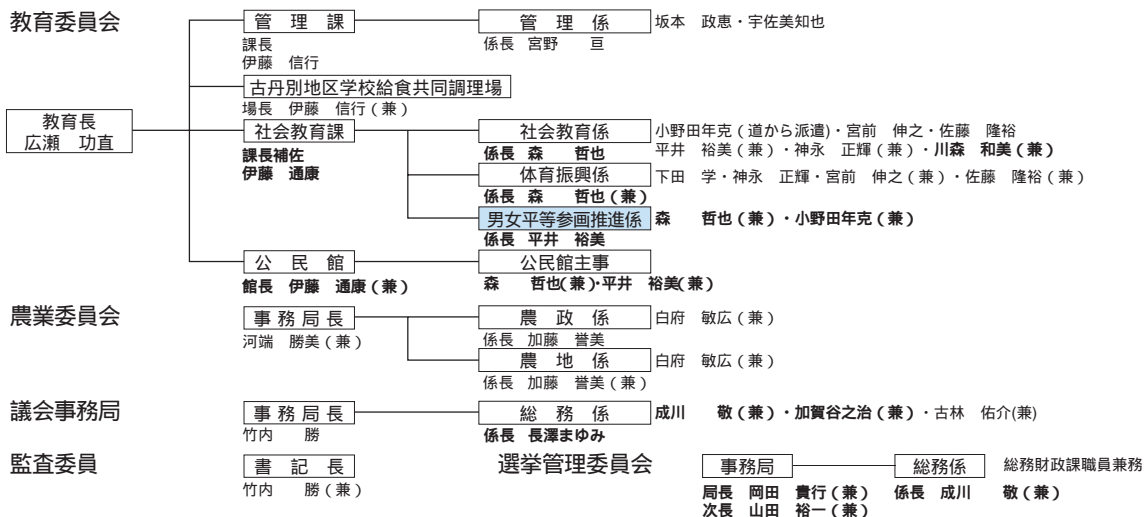 教育委員会
管　理　課
管　理　係
坂本　政恵・宇佐美知也
課長
伊藤　信行
係長　宮野　　亘
古丹別地区学校給食共同調理場
場長　伊藤　信行（兼）
教育長
広瀬　功直
社会教育課
課長補佐
伊藤　通康
社会教育係
係長　森　　哲也
小野田年克（道から派遣）・宮前　伸之・佐藤　隆裕
平井　裕美（兼）・神永　正輝（兼）・川森　和美（兼）
体育振興係
係長　森　　哲也（兼）
下田　学・神永　正輝・宮前　伸之（兼）・佐藤　隆裕（兼）
男女平等参画推進係
係長　平井　裕美
森　　哲也（兼）・小野田年克（兼）
公　民　館
館長　伊藤　通康（兼）
公民館主事
森　　哲也（兼）・平井　裕美（兼）
農業委員会
事務局長
河端　勝美（兼）
農　政　係
係長　加藤　誉美
白府　敏広（兼）
農　地　係
係長　加藤　誉美（兼）
白府　敏広（兼）
議会事務局
事務局長
竹内　　勝
総　務　係
係長　長澤まゆみ
成川　　敬（兼）・加賀谷之治（兼）・古林　佑介(兼)
監査委員
書　記　長
竹内　　勝（兼）
選挙管理委員会
事務局
局長　岡田　貴行（兼）
次長　山田　裕一（兼）
総務係
係長　成川　　敬（兼）
総務財政課職員兼務